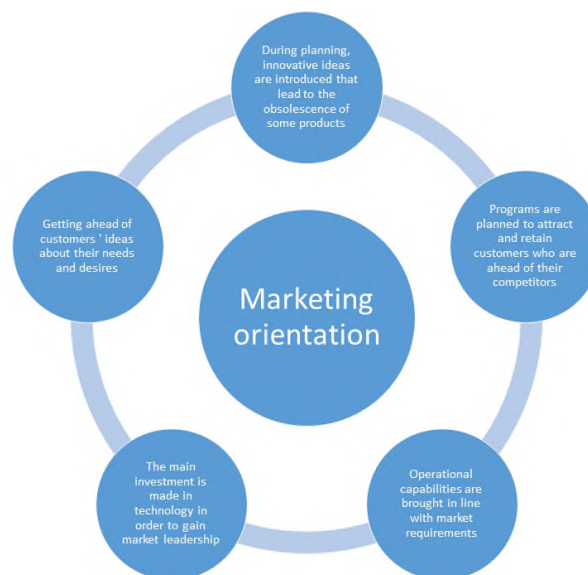 During planning,
innovative ideas
are introduced that
lead to the
obsolescence of
some products
Programs are
planned to attract
and retain
customers who are
ahead of their
competitors
Operational
capabilities are
brought in line
with market
requirements
The main
investment is
made in
technology in
order to gain
market leadership
Getting ahead of
customers ' ideas
about their needs
and desires
Marketing
orientation